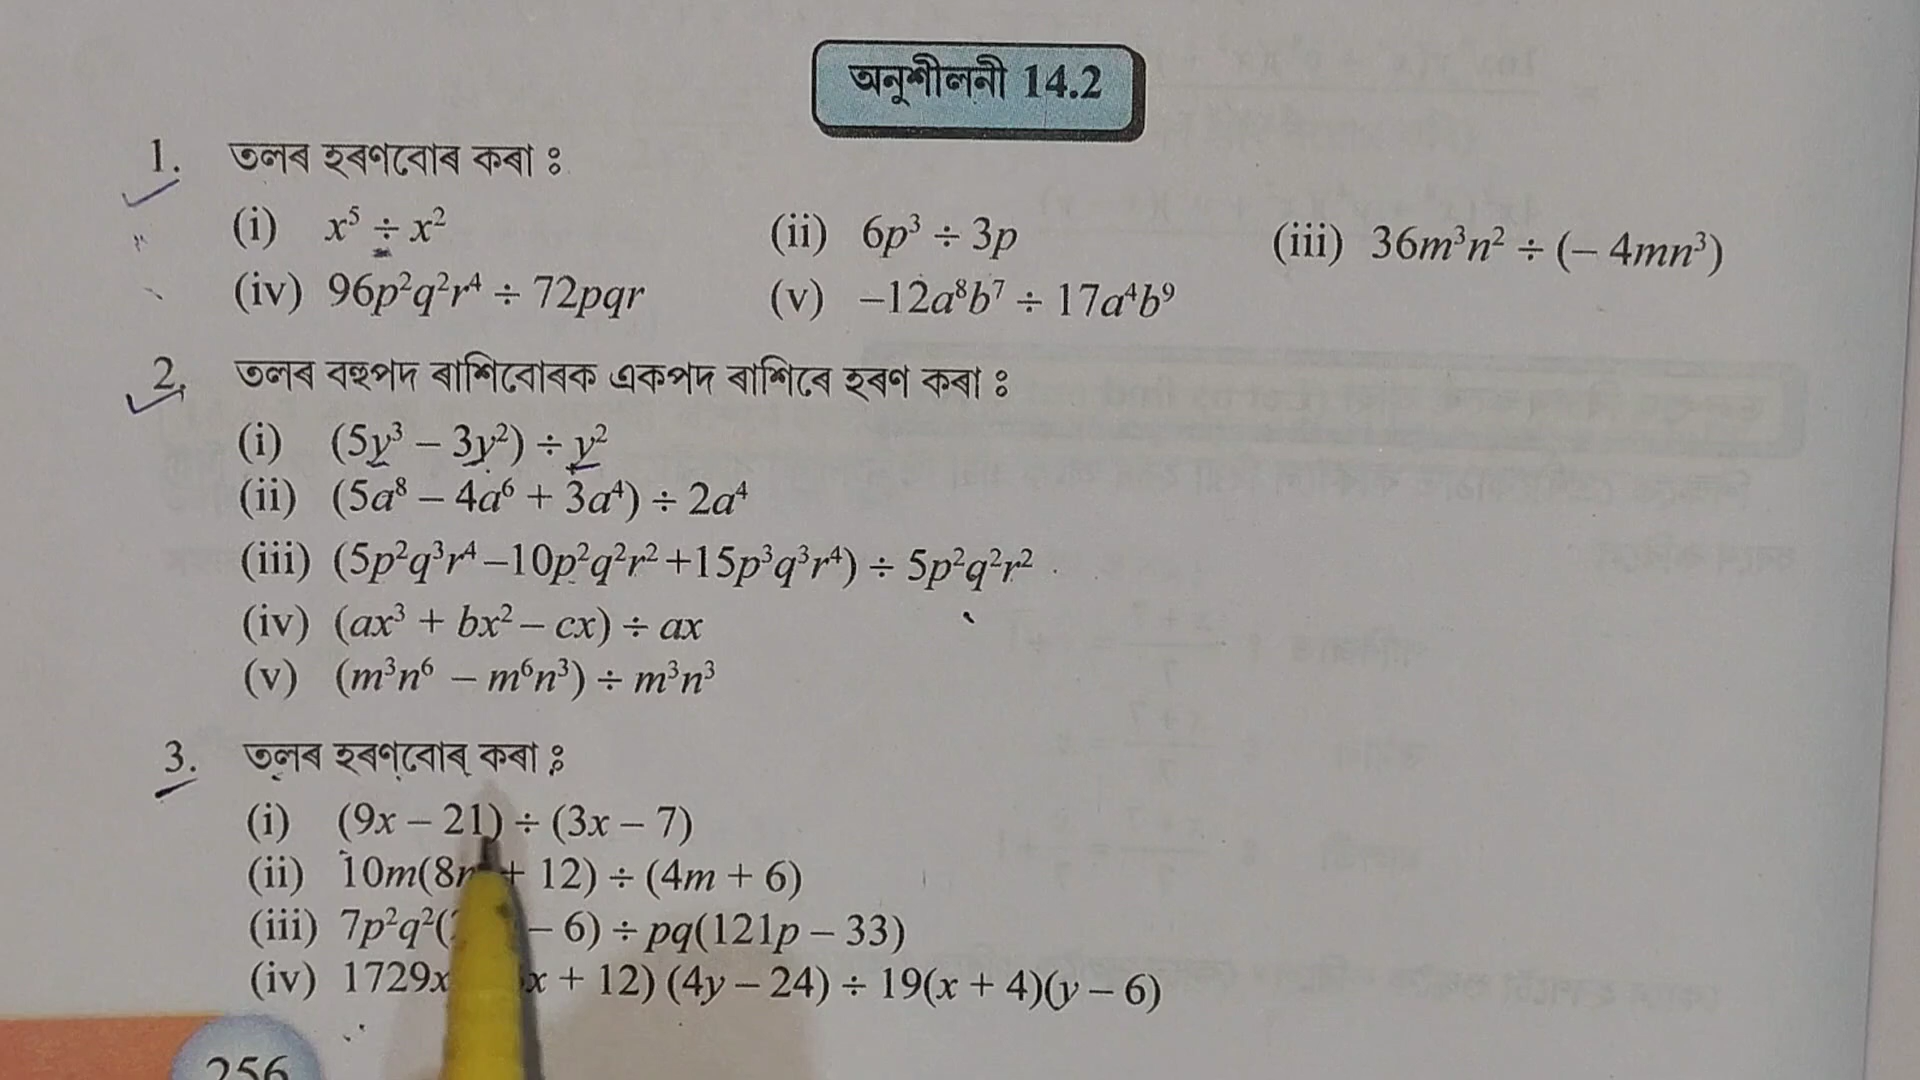 অনুশীলনী 14.2
1. তলৰ হৰণবোৰ কৰা ঃ
(i) x⁵ ÷ x² (ii) 6p³ ÷ 3p (iii) 36m³n² ÷ (– 4mn³)
(iv) 96p²q²r⁴ ÷ 72pqr (v) –12a⁸b⁷ ÷ 17a⁴b⁹
2. তলৰ বহুপদ ৰাশিবোৰক একপদ ৰাশিৰে হৰণ কৰা ঃ
(i) (5y³ – 3y²) ÷ y²
(ii) (5a⁸ – 4a⁶ + 3a⁴) ÷ 2a⁴
(iii) (5p²q³r⁴ –10p²q²r² +15p³q³r⁴) ÷ 5p²q²r²
(iv) (ax³ + bx² – cx) ÷ ax
(v) (m³n⁶ – m⁶n³) ÷ m³n³
3. তলৰ হৰণবোৰ কৰা ঃ
(i) (9x – 21) ÷ (3x – 7)
(ii) 10m(8 + 12) ÷ (4m + 6)
(iii) 7p²q²( – 6) ÷ pq(121p – 33)
(iv) 1729x x + 12) (4y – 24) ÷ 19(x + 4)(y – 6)
256